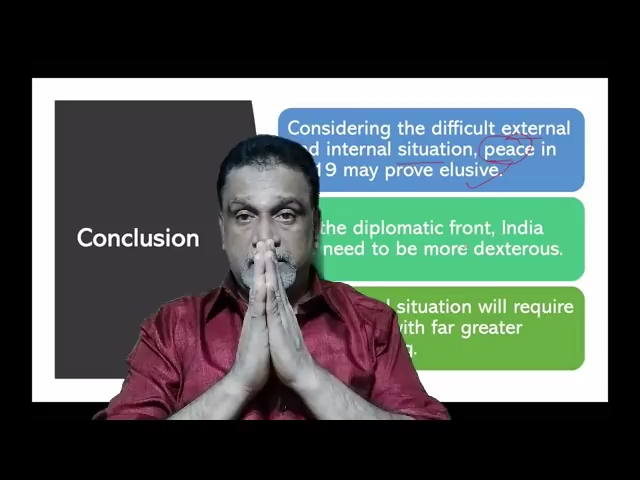 Conclusion
Considering the difficult external
internal situation, peace in
19 may prove elusive.
the diplomatic front, India
need to be more dexterous.
situation will require
with far greater